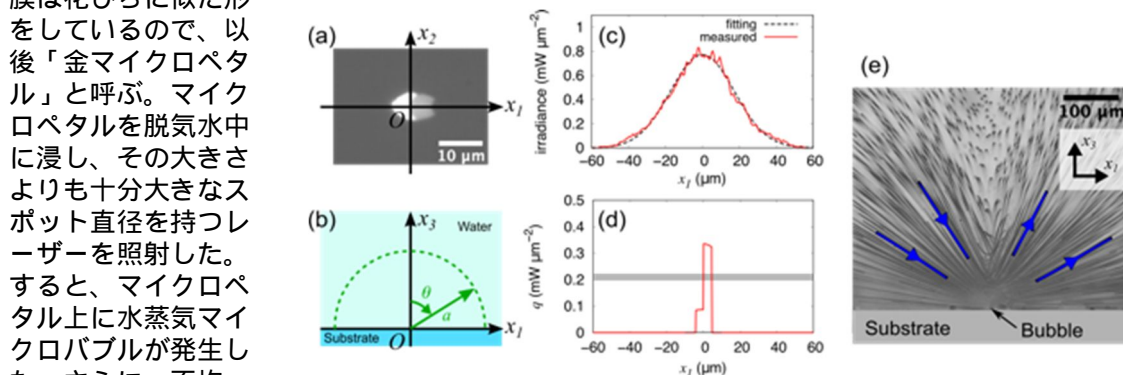 膜は花びらに似た形
をしているので、以
後「金マイクロペタ
ル」と呼ぶ。マイク
ロペタルを脱気水中
に浸し、その大きさ
よりも十分大きなス
ポット直径を持つレ
ーザーを照射した。
すると、マイクロペ
タル上に水蒸気マイ
クロバブルが発生し
(a)
x2
x1
O
10 μm
(b)
x3
Water
θ
a
x1
Substrate
O
(c)
fitting
measured
irradiance (mW μm−2)
1
0.8
0.6
0.4
0.2
0
−60 −40 −20 0 20 40 60
x1 (μm)
(d)
q (mW μm−2)
0.5
0.4
0.3
0.2
0.1
0
−60 −40 −20 0 20 40 60
x1 (μm)
(e)
100 μm
x3
x1
Substrate
Bubble